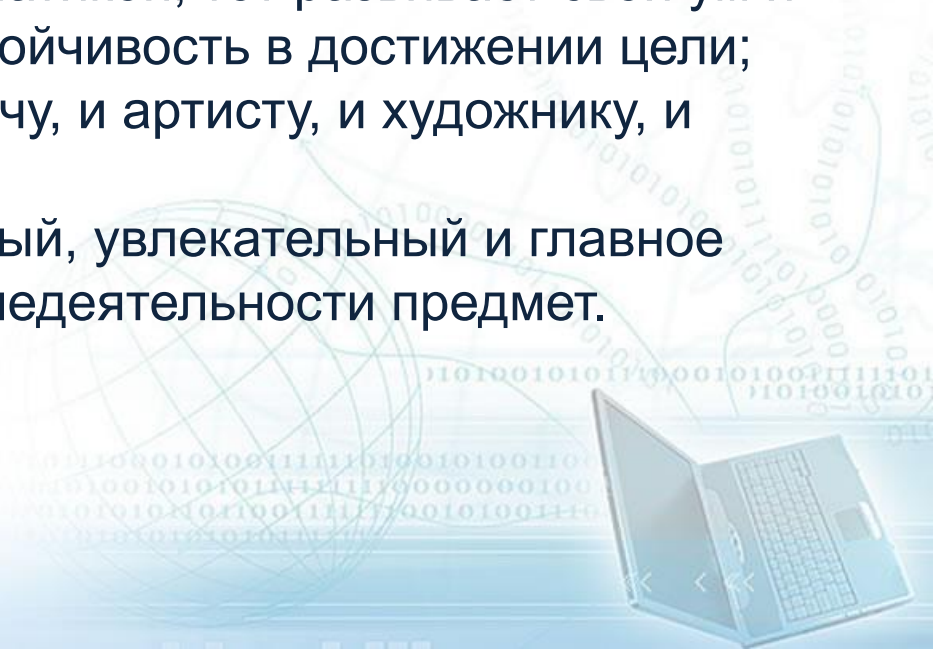 ойчивость в достижении цели;
чу, и артисту, и художнику, и
ый, увлекательный и главное
недеятельности предмет.